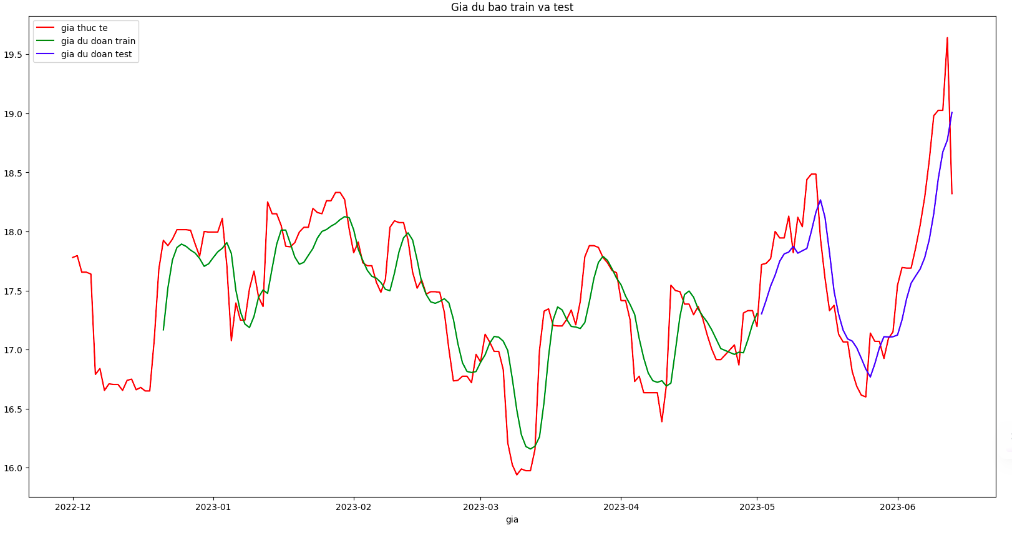 Gia du bao train va test
gia thuc te
gia du doan train
gia du doan test
19.5
19.0
18.5
18.0
17.5
17.0
16.5
16.0
2022-12 2023-01 2023-02 2023-03 2023-04 2023-05 2023-06
gia